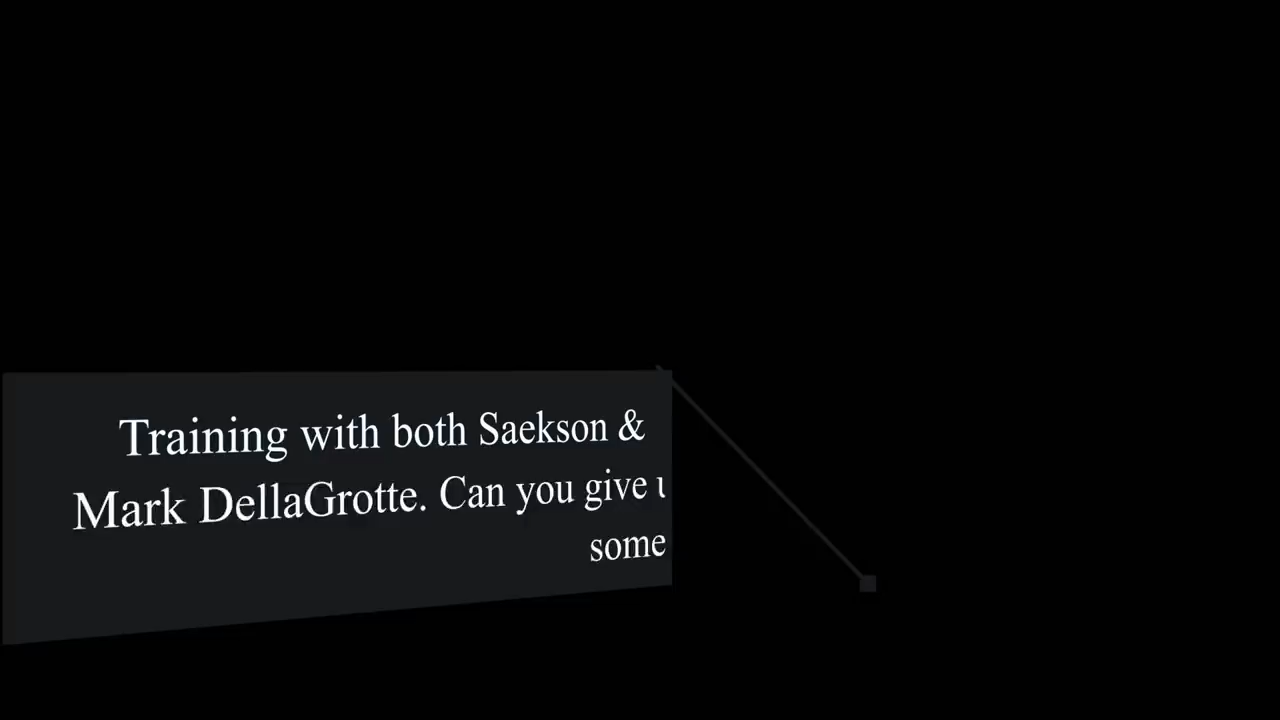 Training with both Saekson &
Mark DellaGrotte. Can you give
some